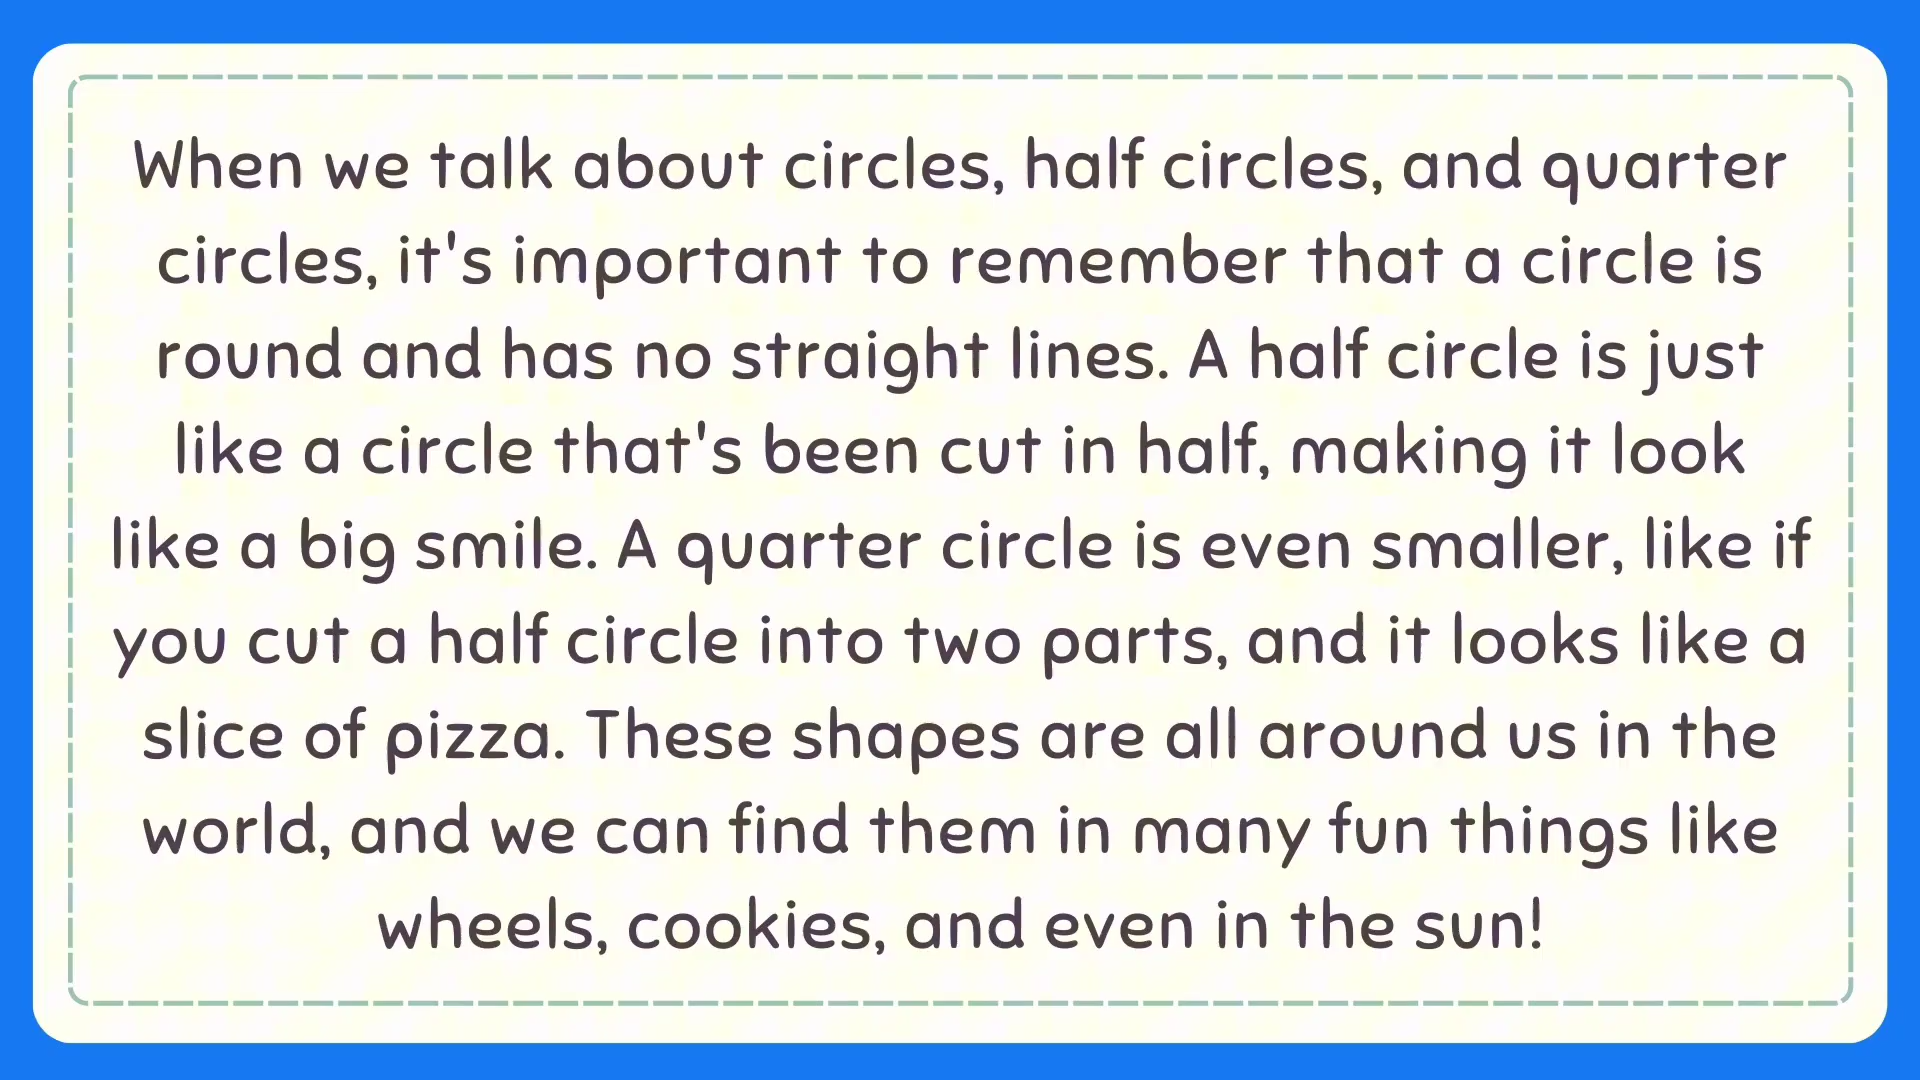 When we talk about circles, half circles, and quarter
circles, it's important to remember that a circle is
round and has no straight lines. A half circle is just
like a circle that's been cut in half, making it look
like a big smile. A quarter circle is even smaller, like if
you cut a half circle into two parts, and it looks like a
slice of pizza. These shapes are all around us in the
world, and we can find them in many fun things like
wheels, cookies, and even in the sun!